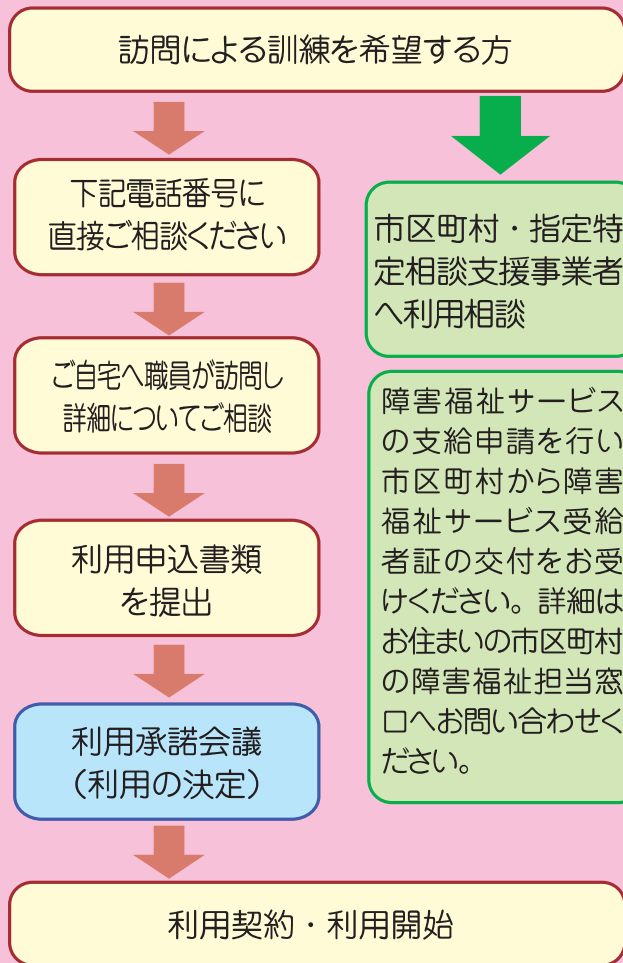 訪問による訓練を希望する方
下記電話番号に
直接ご相談ください
ご自宅へ職員が訪問し
詳細についてご相談
利用申込書類
を提出
利用承諾会議
（利用の決定）
市区町村・指定特
定相談支援事業者
へ利用相談
障害福祉サービス
の支給申請を行い
市区町村から障害
福祉サービス受給
者証の交付をお受
けください。詳細は
お住まいの市区町村
の障害福祉担当窓
口へお問い合わせく
ださい。
利用契約・利用開始